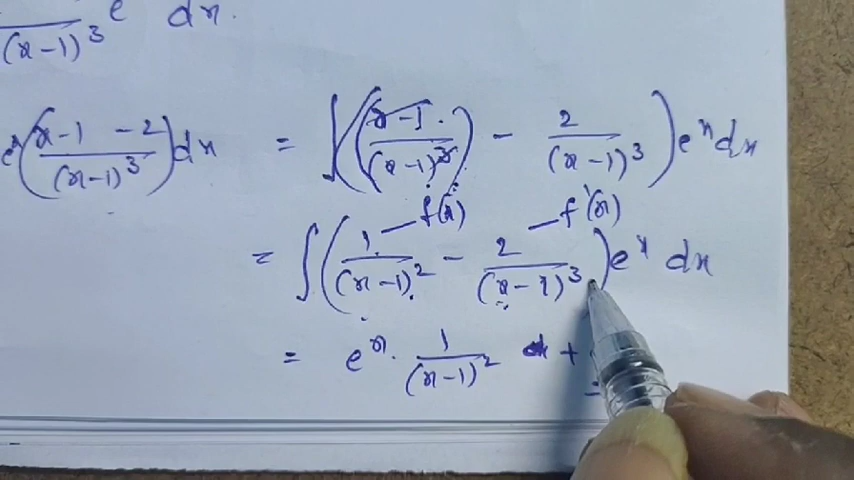 (x-1)³ e dx.
eˣ((x-1 -2)/(x-1)³)dx = ∫((x-1)/(x-1)³ - 2/(x-1)³)eˣdx
= ∫(1/(x-1)² - 2/(x-1)³)eˣ dx
f(x) f'(x)
= eˣ. 1/(x-1)² +